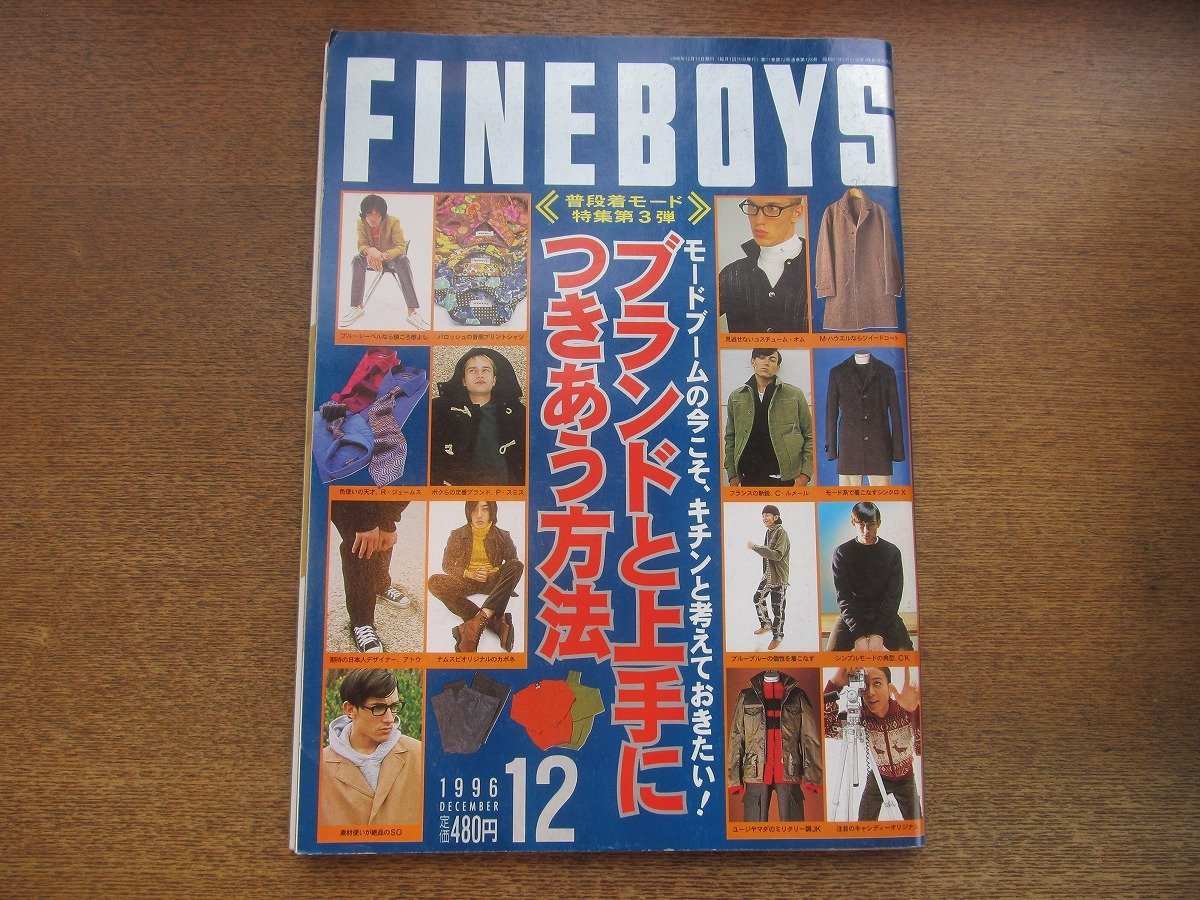 FINEBOYS
普段着モード
特集第3弾
モードブームの今こそ、キチンと考えておきたい!
ブランドと上手に
つきあう方法
ブルーレーベルなら値ごろ感よし
バロッシュの音風プリントシャツ
見逃せないコスチューム・オム
M・ハラエルならツイードコート
色使いの天才、R・ジェームス
ボクらの定番ブランド、P・スミス
フランスの新鋭、C・ルメール
モード系で着こなすシンクロX
期待の日本人デザイナー、アトウ
ナムスビオリジナルのカボネ
ブルーブルーの個性を着こなす
シンプルモードの典型、CK
素材使いが絶品のSO
ユージヤマダのミリタリー調JK
注目のキャシディーオリジナル
1996
DECEMBER
12
定価480円